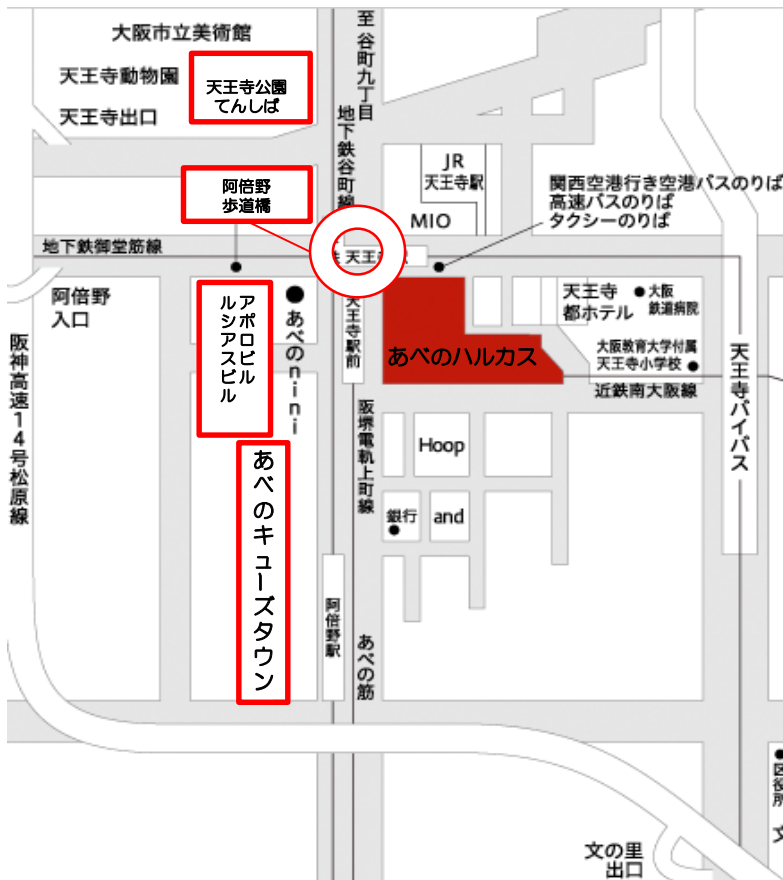 大阪市立美術館
天王寺動物園
天王寺公園
てんしば
天王寺出口
至 谷町九丁目
地下鉄谷町線
JR
天王寺駅
MIO
関西空港行き空港バスのりば
高速バスのりば
タクシーのりば
阿倍野
歩道橋
地下鉄御堂筋線
天王
阿倍野
入口
アポロビル
ルシアスビル
あべのnini
天王寺駅前
あべのハルカス
天王寺
都ホテル
大阪
鉄道病院
大阪教育大学付属
天王寺小学校
近鉄南大阪線
阪神高速14号松原線
天王寺バイパス
阪堺電軌上町線
Hoop
銀行
and
あべのキューズタウン
阿倍野駅
あべの筋
区役所
文
文の里
出口